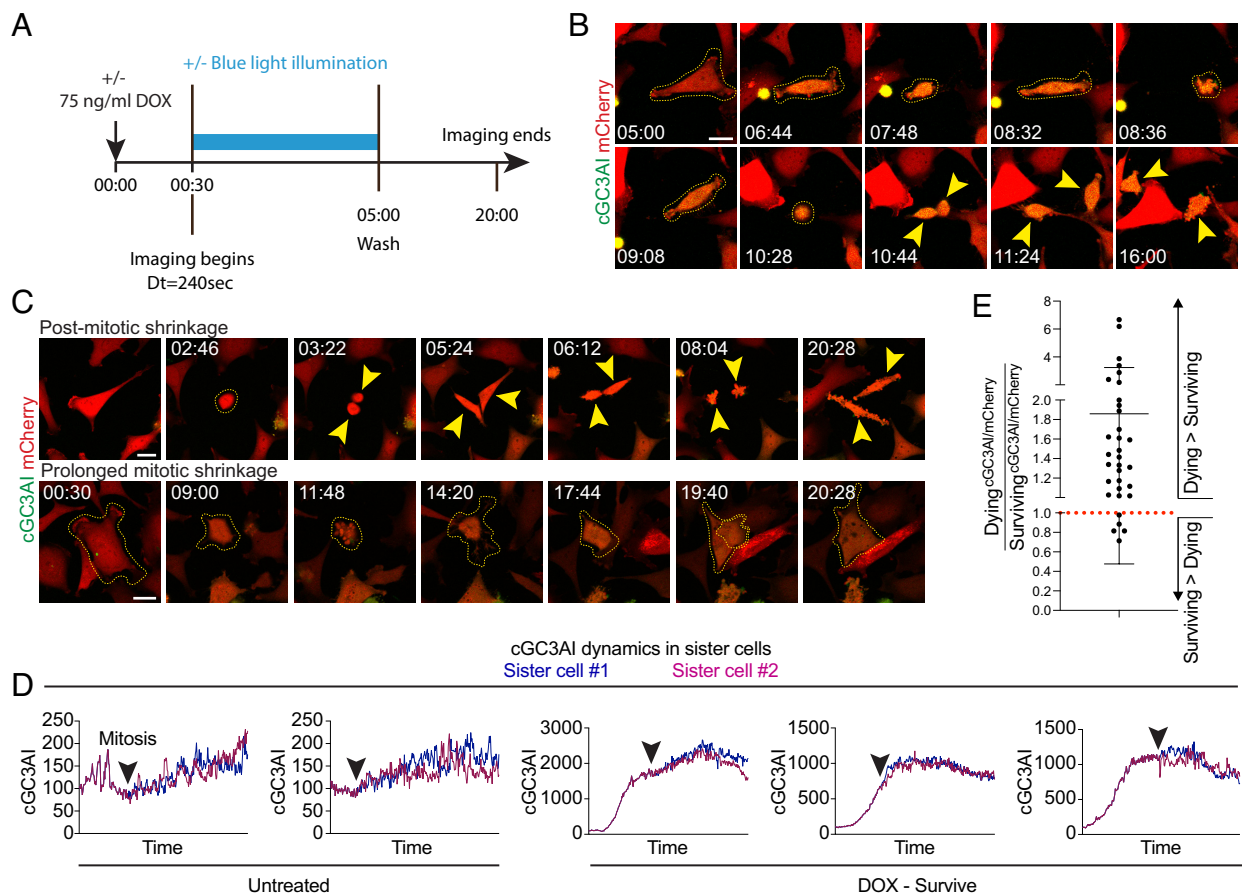 A
+/-
75 ng/ml DOX
+/- Blue light illumination
Imaging ends
00:00
00:30
05:00
20:00
Wash
Imaging begins
Dt=240sec
B
cGC3AI mCherry
05:00
06:44
07:48
08:32
08:36
09:08
10:28
10:44
11:24
16:00
C
cGC3AI mCherry
Post-mitotic shrinkage
02:46
03:22
05:24
06:12
08:04
20:28
Prolonged mitotic shrinkage
00:30
09:00
11:48
14:20
17:44
19:40
20:28
E
Dying cGC3AI/mCherry
Surviving cGC3AI/mCherry
8
6
4
2.0
1.8
1.6
1.4
1.2
1.0
1.0
0.8
0.6
0.4
0.2
0.0
Dying > Surviving
Surviving > Dying
cGC3AI dynamics in sister cells
Sister cell #1 Sister cell #2
D
cGC3AI
250
200
150
100
50
0
Mitosis
Time
cGC3AI
250
200
150
100
50
0
Time
Untreated
cGC3AI
3000
2000
1000
0
Time
cGC3AI
1500
1000
500
0
Time
cGC3AI
1500
1000
500
0
Time
DOX - Survive